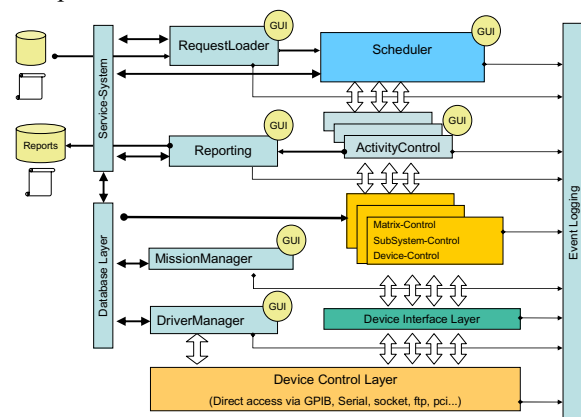 GUI
GUI
RequestLoader
Scheduler
Service-System
GUI
GUI
Reports
Reporting
ActivityControl
Event Logging
Matrix-Control
SubSystem-Control
Device-Control
GUI
Database Layer
MissionManager
GUI
DriverManager
Device Interface Layer
Device Control Layer
(Direct access via GPIB, Serial, socket, ftp, pci...)